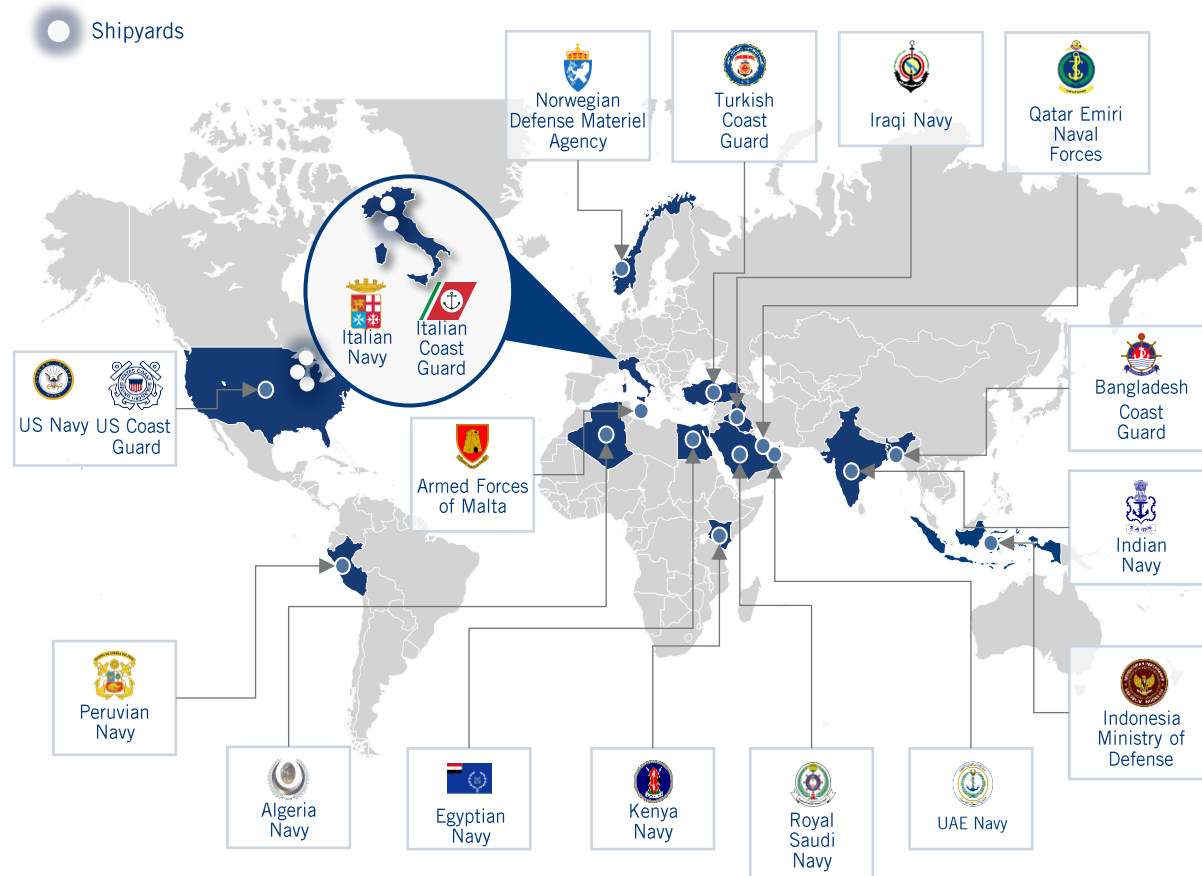 Shipyards
Norwegian
Defense Materiel
Agency
Turkish
Coast
Guard
Iraqi Navy
Qatar Emiri
Naval
Forces
Italian
Navy
Italian
Coast
Guard
US Navy
US Coast
Guard
Bangladesh
Coast
Guard
Armed Forces
of Malta
Indian
Navy
Peruvian
Navy
Indonesia
Ministry of
Defense
Algeria
Navy
Egyptian
Navy
Kenya
Navy
Royal
Saudi
Navy
UAE Navy